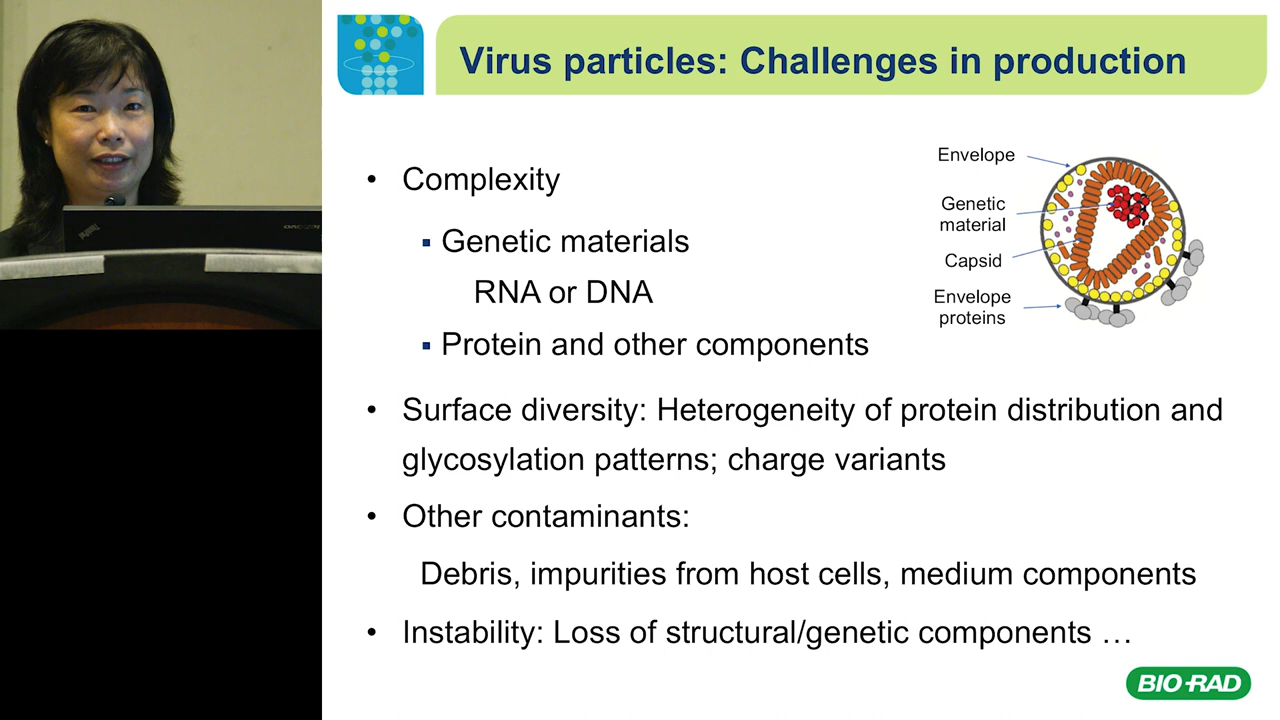 Virus particles: Challenges in production
• Complexity
▪ Genetic materials
RNA or DNA
▪ Protein and other components
Envelope
Genetic
material
Capsid
Envelope
proteins
• Surface diversity: Heterogeneity of protein distribution and
glycosylation patterns; charge variants
• Other contaminants:
Debris, impurities from host cells, medium components
• Instability: Loss of structural/genetic components …
BIO-RAD